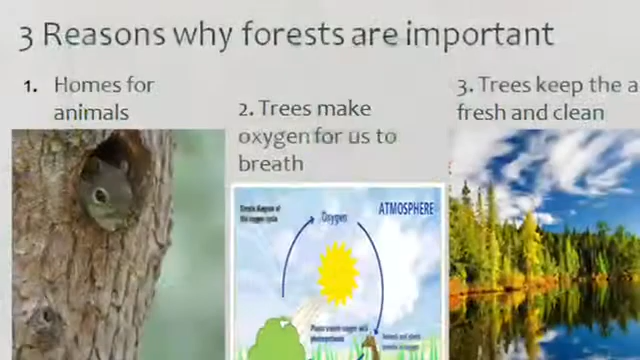 3 Reasons why forests are important
1. Homes for
animals
2. Trees make
oxygen for us to
breath
3. Trees keep the
fresh and clean
ATMOSPHERE
Oxygen